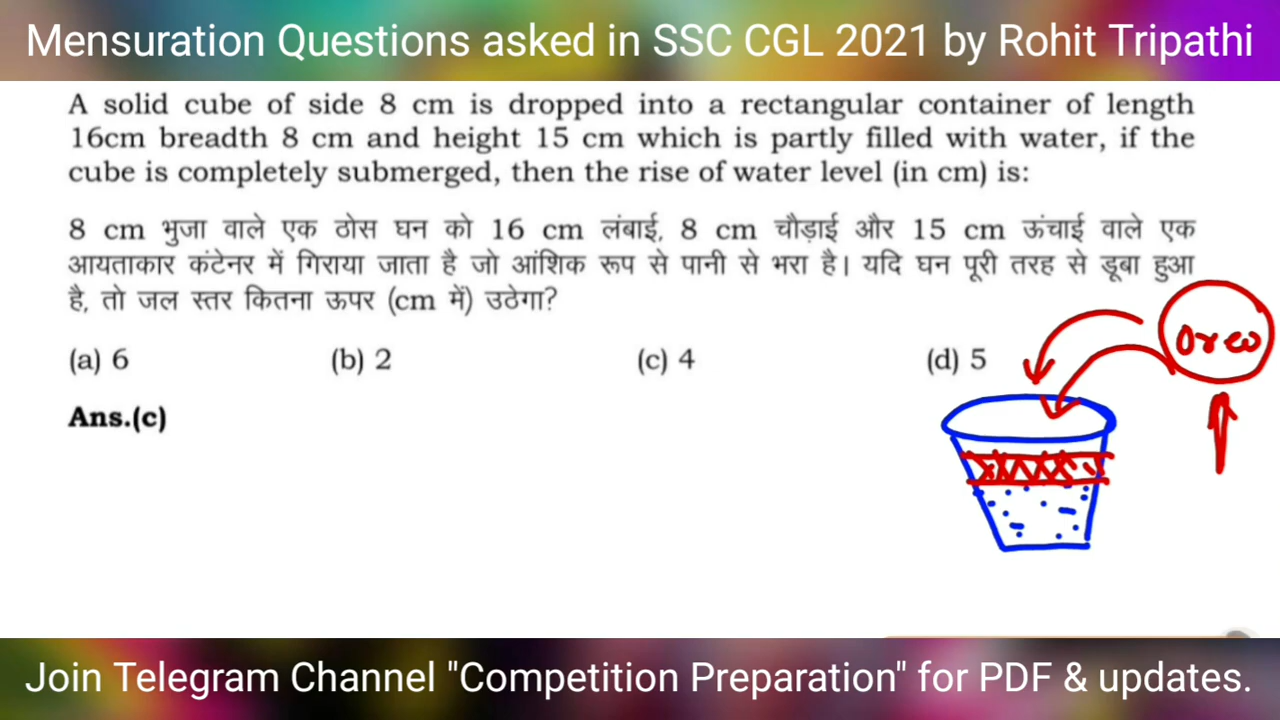 Mensuration Questions asked in SSC CGL 2021 by Rohit Tripathi
A solid cube of side 8 cm is dropped into a rectangular container of length
16cm breadth 8 cm and height 15 cm which is partly filled with water, if the
cube is completely submerged, then the rise of water level (in cm) is:
8 cm भुजा वाले एक ठोस घन को 16 cm लंबाई, 8 cm चौड़ाई और 15 cm ऊंचाई वाले एक
आयताकार कंटेनर में गिराया जाता है जो आंशिक रूप से पानी से भरा है। यदि घन पूरी तरह से डूबा हुआ
है, तो जल स्तर कितना ऊपर (cm में) उठेगा?
(a) 6 (b) 2 (c) 4 (d) 5
Oreo
Ans.(c)
Join Telegram Channel "Competition Preparation" for PDF & updates.